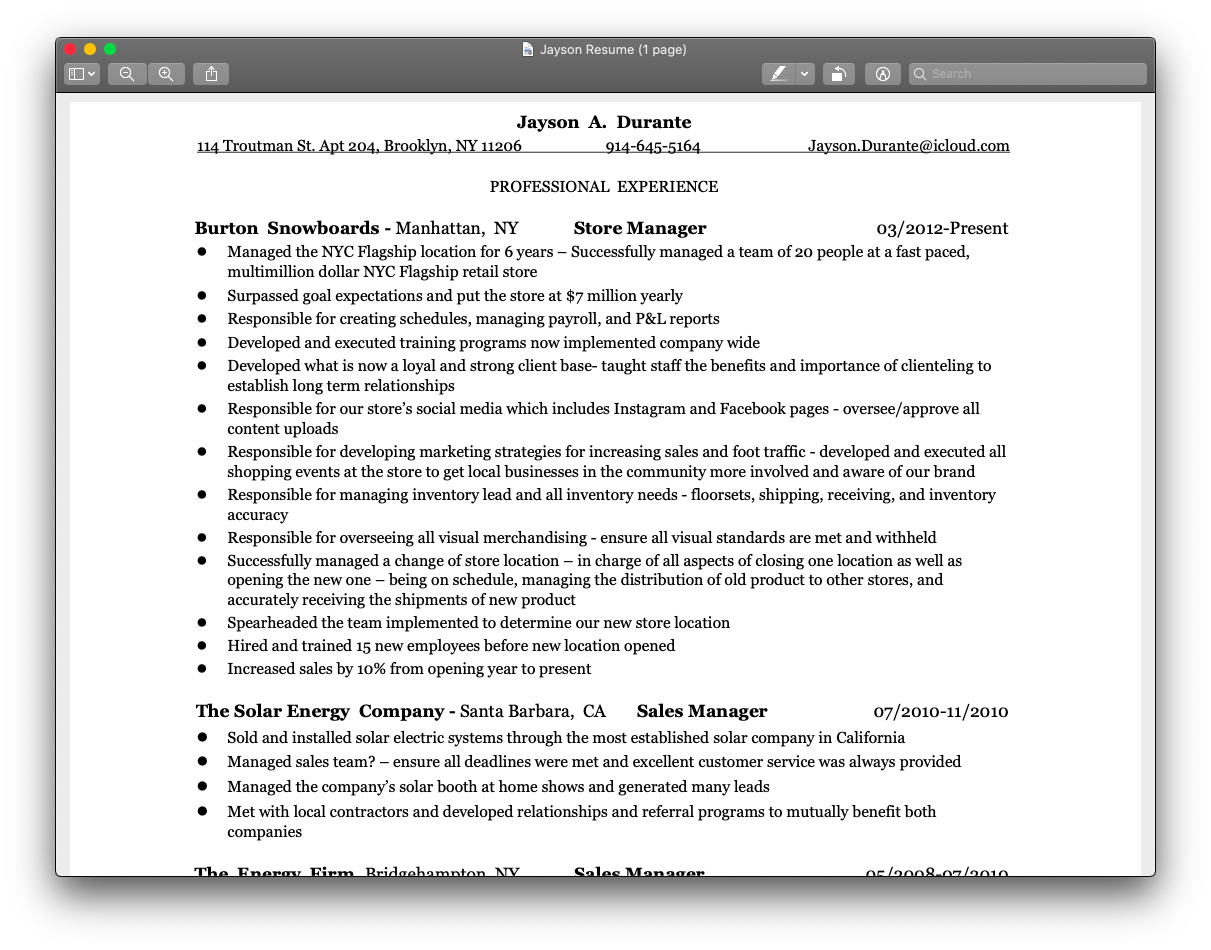 Jayson Resume (1 page)
Search
Jayson A. Durante
114 Troutman St. Apt 204, Brooklyn, NY 11206 914-645-5164 Jayson.Durante@icloud.com
PROFESSIONAL EXPERIENCE
Burton Snowboards - Manhattan, NY Store Manager 03/2012-Present
● Managed the NYC Flagship location for 6 years – Successfully managed a team of 20 people at a fast paced,
multimillion dollar NYC Flagship retail store
● Surpassed goal expectations and put the store at $7 million yearly
● Responsible for creating schedules, managing payroll, and P&L reports
● Developed and executed training programs now implemented company wide
● Developed what is now a loyal and strong client base- taught staff the benefits and importance of clienteling to
establish long term relationships
● Responsible for our store’s social media which includes Instagram and Facebook pages - oversee/approve all
content uploads
● Responsible for developing marketing strategies for increasing sales and foot traffic - developed and executed all
shopping events at the store to get local businesses in the community more involved and aware of our brand
● Responsible for managing inventory lead and all inventory needs - floorsets, shipping, receiving, and inventory
accuracy
● Responsible for overseeing all visual merchandising - ensure all visual standards are met and withheld
● Successfully managed a change of store location – in charge of all aspects of closing one location as well as
opening the new one – being on schedule, managing the distribution of old product to other stores, and
accurately receiving the shipments of new product
● Spearheaded the team implemented to determine our new store location
● Hired and trained 15 new employees before new location opened
● Increased sales by 10% from opening year to present
The Solar Energy Company - Santa Barbara, CA Sales Manager 07/2010-11/2010
● Sold and installed solar electric systems through the most established solar company in California
● Managed sales team? – ensure all deadlines were met and excellent customer service was always provided
● Managed the company’s solar booth at home shows and generated many leads
● Met with local contractors and developed relationships and referral programs to mutually benefit both
companies
The Energy Firm Bridgehampton, NY Sales Manager 05/2008-07/2010